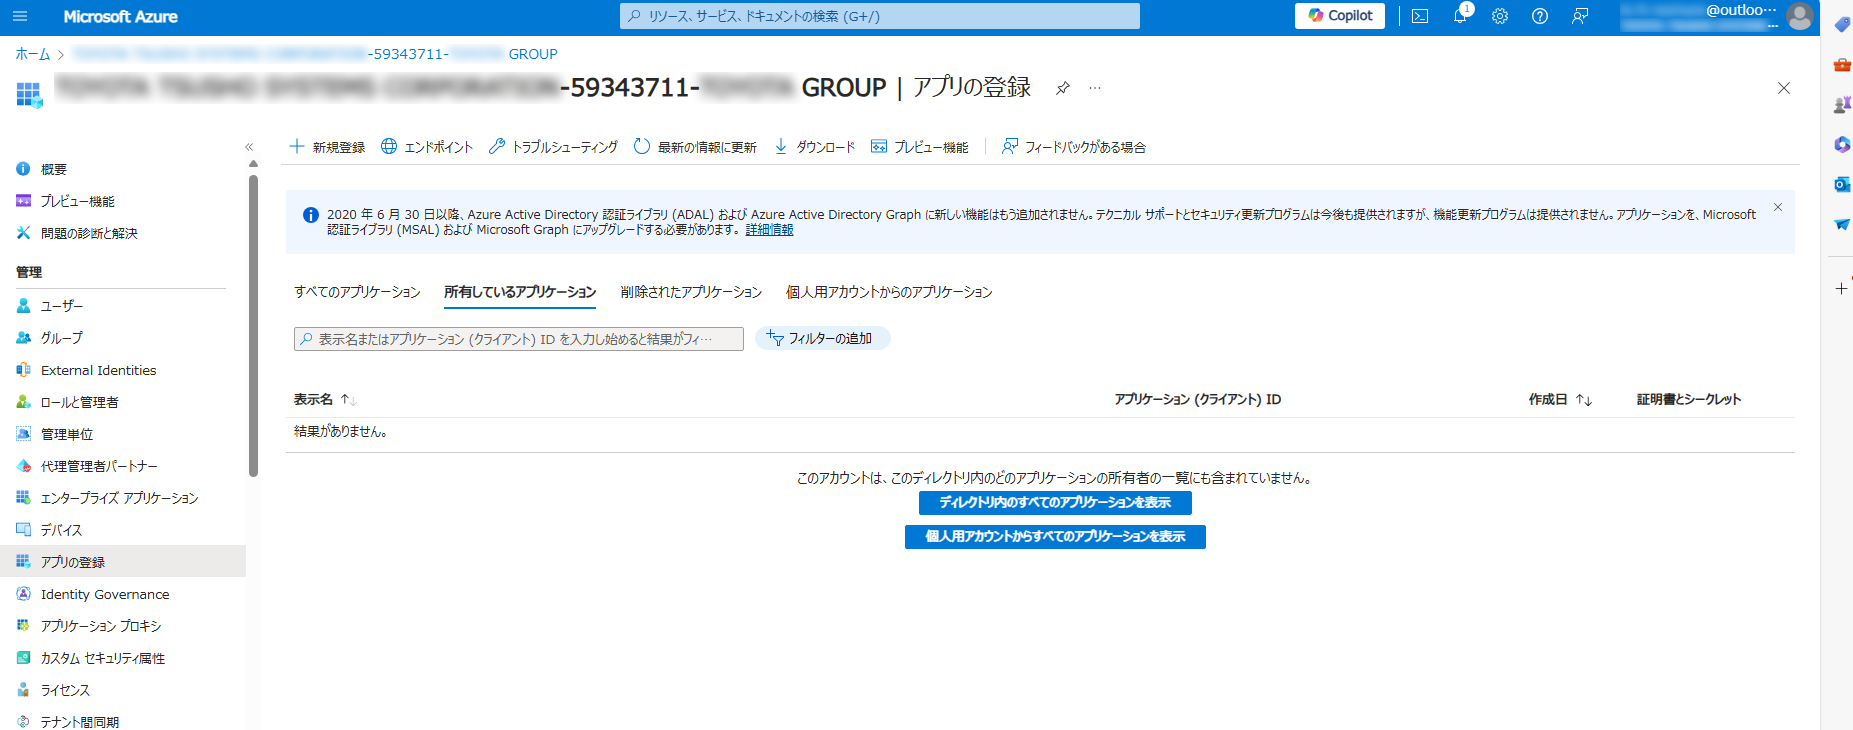 Microsoft Azure
リソース、サービス、ドキュメントの検索 (G+/)
Copilot
1
@outloo…
ホーム >
-59343711-
GROUP
-59343711-
GROUP | アプリの登録
概要
プレビュー機能
問題の診断と解決
管理
ユーザー
グループ
External Identities
ロールと管理者
管理単位
代理管理者パートナー
エンタープライズ アプリケーション
デバイス
アプリの登録
Identity Governance
アプリケーション プロキシ
カスタム セキュリティ属性
ライセンス
テナント間同期
新規登録 エンドポイント トラブルシューティング 最新の情報に更新 ダウンロード プレビュー機能 フィードバックがある場合
2020 年 6 月 30 日以降、Azure Active Directory 認証ライブラリ (ADAL) および Azure Active Directory Graph に新しい機能はもう追加されません。テクニカル サポートとセキュリティ更新プログラムは今後も提供されますが、機能更新プログラムは提供されません。アプリケーションを、Microsoft
認証ライブラリ (MSAL) および Microsoft Graph にアップグレードする必要があります。 詳細情報
すべてのアプリケーション 所有しているアプリケーション 削除されたアプリケーション 個人用アカウントからのアプリケーション
表示名またはアプリケーション (クライアント) ID を入力し始めると結果がフィ… フィルターの追加
表示名 アプリケーション (クライアント) ID 作成日 証明書とシークレット
結果がありません。
このアカウントは、このディレクトリ内のどのアプリケーションの所有者の一覧にも含まれていません。
ディレクトリ内のすべてのアプリケーションを表示
個人用アカウントからすべてのアプリケーションを表示